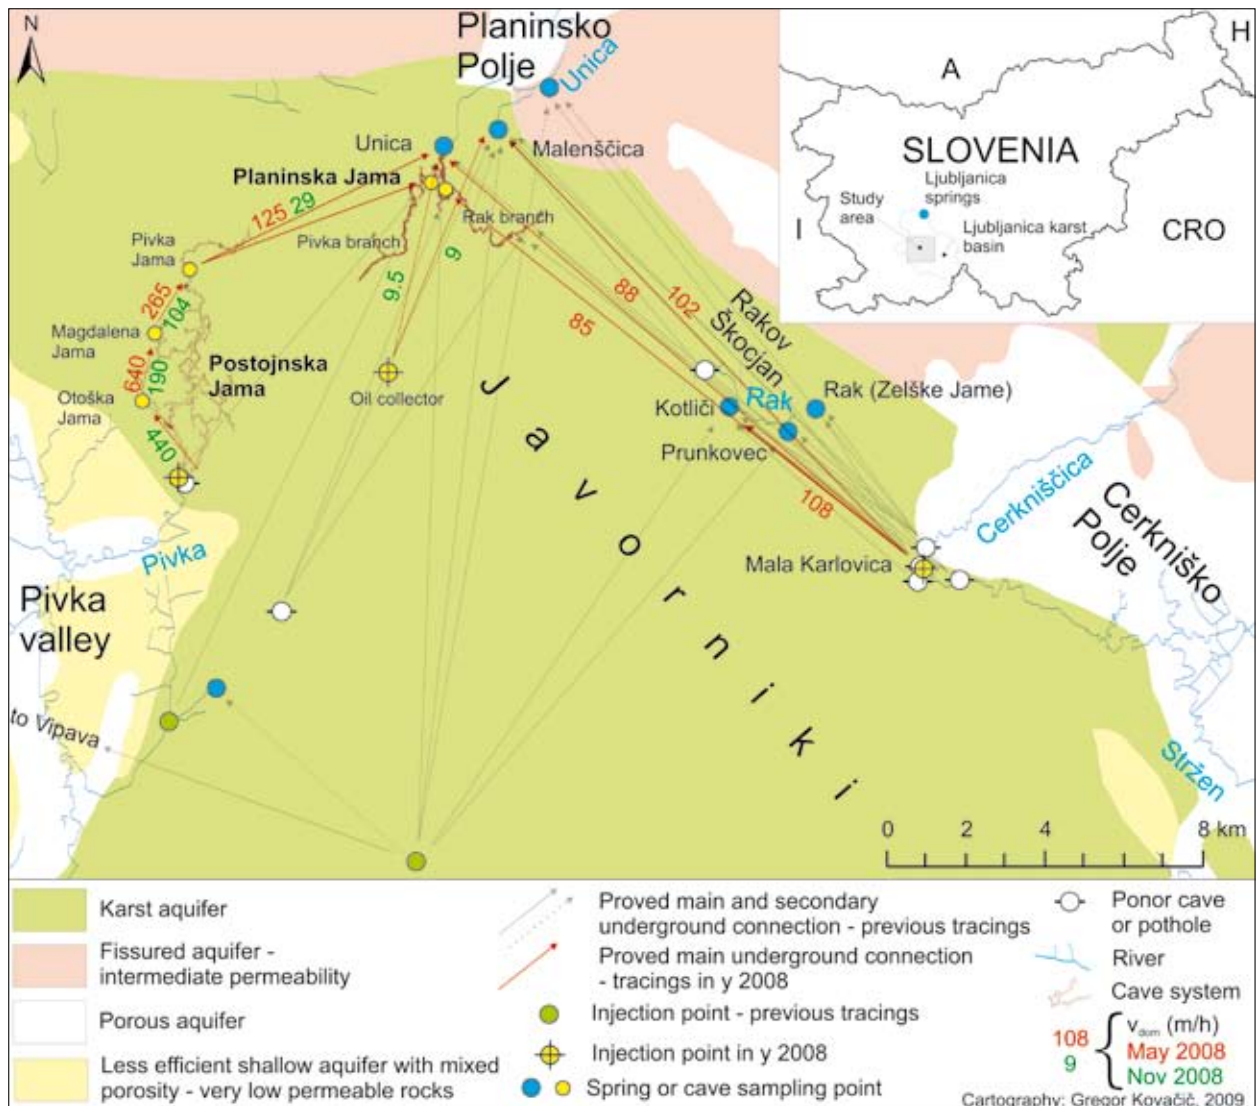 N
Planinsko
Polje
Unica
H
A
SLOVENIA
Ljubljanica
springs
Study
area
I
Ljubljanica karst
basin
CRO
Unica
Malenščica
Planinska Jama
125 29
Rak branch
Pivka branch
Pivka
Jama
9.5
9
265
104
Magdalena
Jama
640
190
Postojnska
Jama
Otoška
Jama
440
Oil collector
88
102
85
Rakov
Škocjan
Kotliči
Rak
Rak (Zelške Jame)
Prunkovec
108
Javorniki
Mala Karlovica
Cerkniščica
Cerkniško
Polje
Pivka
Pivka
valley
to Vipava
Stržen
0 2 4 8 km
Karst aquifer
Fissured aquifer -
intermediate permeability
Porous aquifer
Less efficient shallow aquifer with mixed
porosity - very low permeable rocks
Proved main and secondary
underground connection - previous tracings
Proved main underground connection
- tracings in y 2008
Injection point - previous tracings
Injection point in y 2008
Spring or cave sampling point
Ponor cave
or pothole
River
Cave system
108
9
v dom (m/h)
May 2008
Nov 2008
Cartography: Gregor Kovačič, 2009